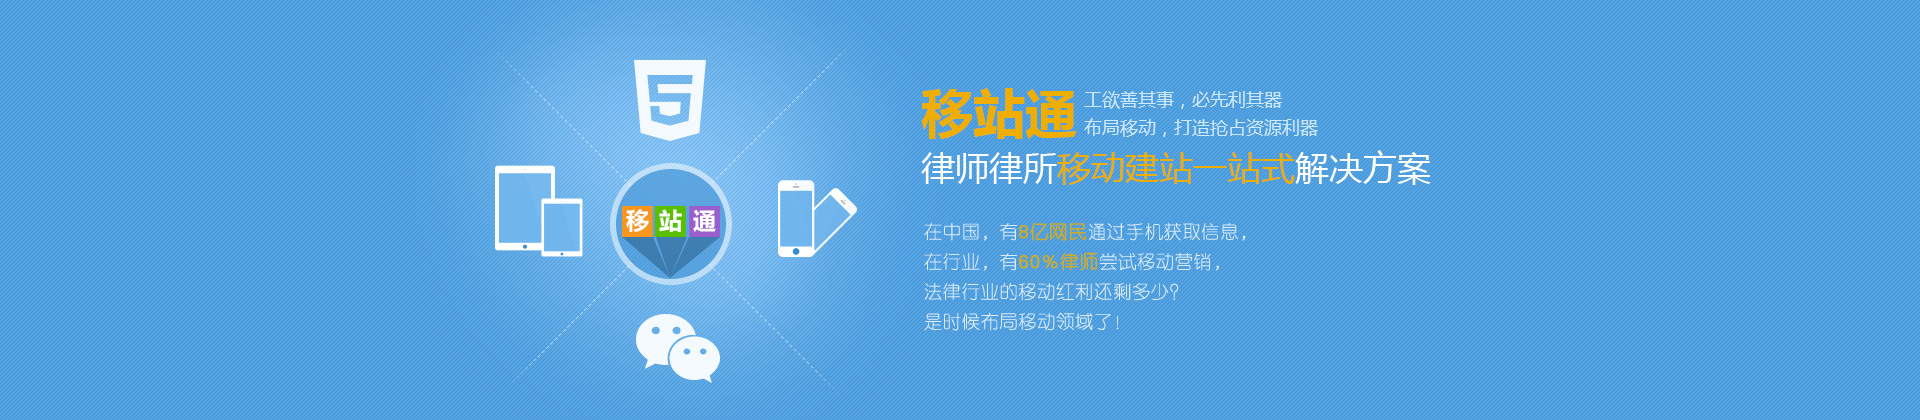 移站通
移站通
工欲善其事，必先利其器
布局移动，打造抢占资源利器
律师律所移动建站一站式解决方案
在中国，有8亿网民通过手机获取信息，
在行业，有60%律师尝试移动营销，
法律行业的移动红利还剩多少？
是时候布局移动领域了！